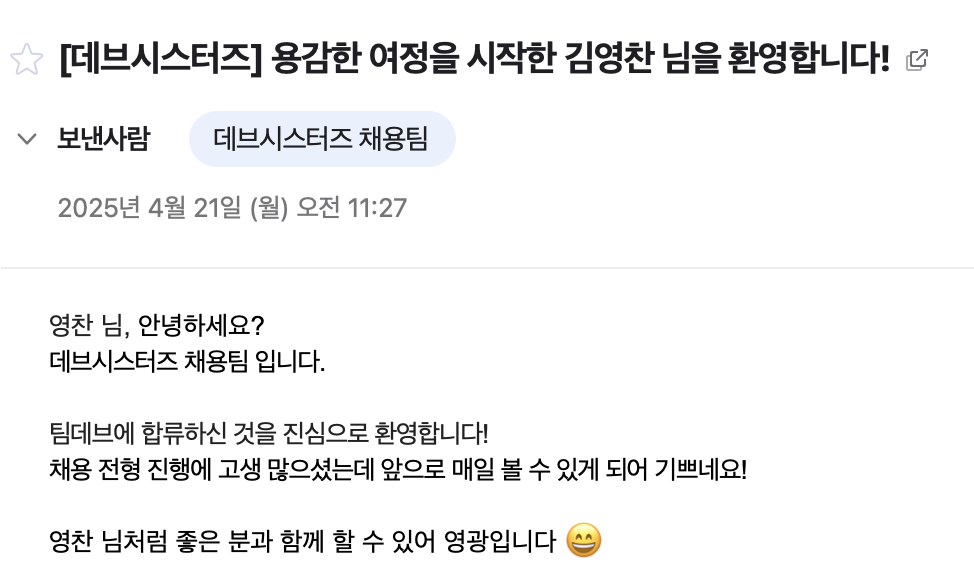 [데브시스터즈] 용감한 여정을 시작한 김영찬 님을 환영합니다!
보낸사람 데브시스터즈 채용팀
2025년 4월 21일 (월) 오전 11:27
영찬 님, 안녕하세요?
데브시스터즈 채용팀 입니다.
팀데브에 합류하신 것을 진심으로 환영합니다!
채용 전형 진행에 고생 많으셨는데 앞으로 매일 볼 수 있게 되어 기쁘네요!
영찬 님처럼 좋은 분과 함께 할 수 있어 영광입니다 😄